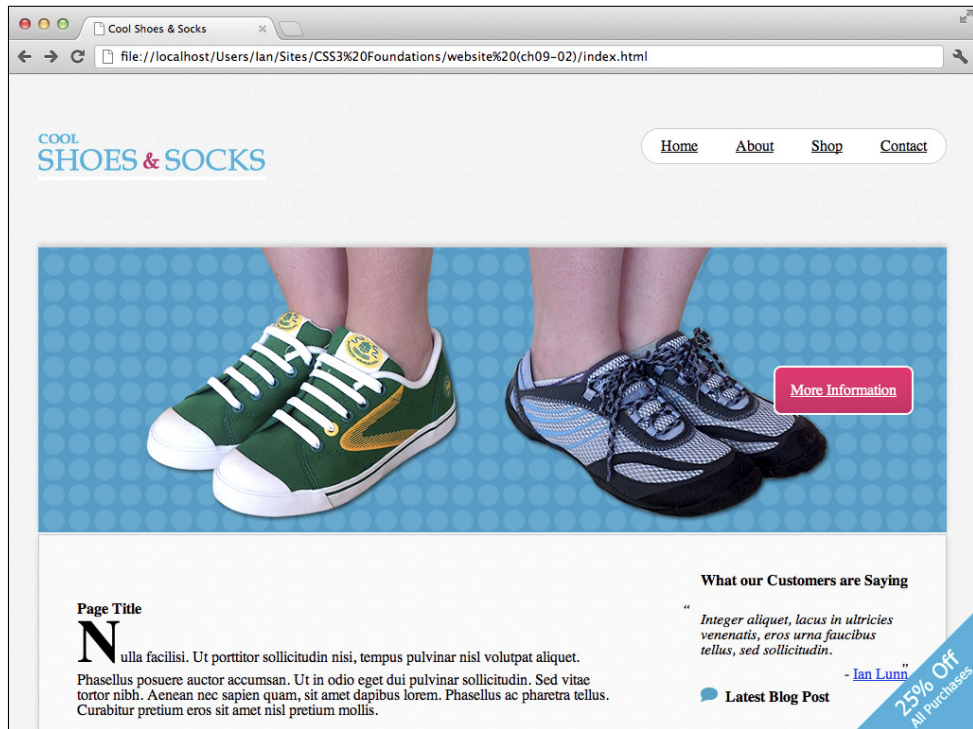 Cool Shoes & Socks
file://localhost/Users/Ian/Sites/CSS3%20Foundations/website%20(ch09-02)/index.html
COOL
SHOES & SOCKS
Home About Shop Contact
More Information
What our Customers are Saying
“
Integer aliquet, lacus in ultricies
venenatis, eros urna faucibus
tellus, sed sollicitudin.
”
- Ian Lunn
Latest Blog Post
Page Title
Nulla facilisi. Ut porttitor sollicitudin nisi, tempus pulvinar nisl volutpat aliquet.
Phasellus posuere auctor accumsan. Ut in odio eget dui pulvinar sollicitudin. Sed vitae
tortor nibh. Aenean nec sapien quam, sit amet dapibus lorem. Phasellus ac pharetra tellus.
Curabitur pretium eros sit amet nisl pretium mollis.
25% Off
All Purchases